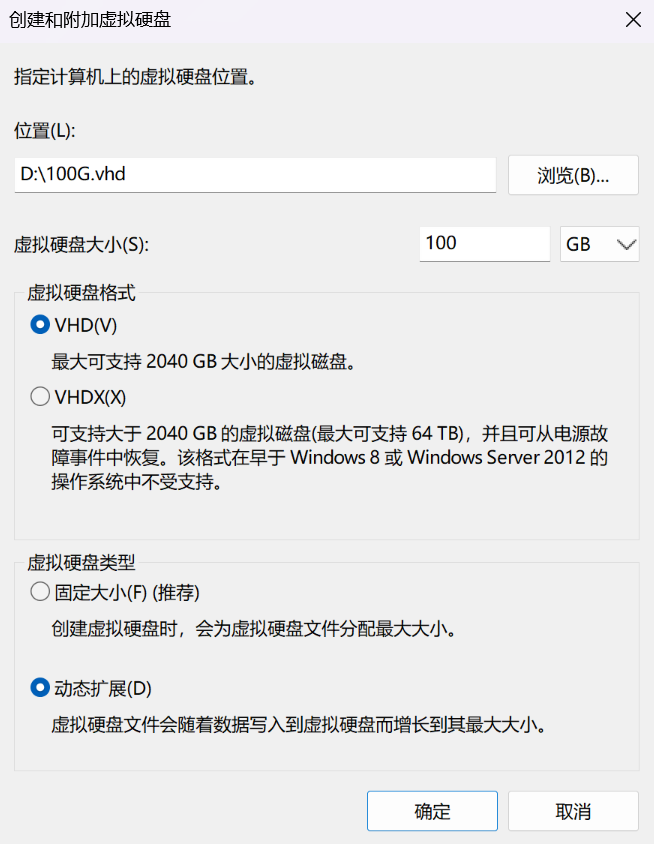 创建和附加虚拟硬盘
指定计算机上的虚拟硬盘位置。
位置(L):
D:\100G.vhd
浏览(B)...
虚拟硬盘大小(S):
100
GB
虚拟硬盘格式
VHD(V)
最大可支持 2040 GB 大小的虚拟磁盘。
VHDX(X)
可支持大于 2040 GB 的虚拟磁盘(最大可支持 64 TB)，并且可从电源故
障事件中恢复。该格式在早于 Windows 8 或 Windows Server 2012 的
操作系统中不受支持。
虚拟硬盘类型
固定大小(F) (推荐)
创建虚拟硬盘时，会为虚拟硬盘文件分配最大大小。
动态扩展(D)
虚拟硬盘文件会随着数据写入到虚拟硬盘而增长到其最大大小。
确定
取消